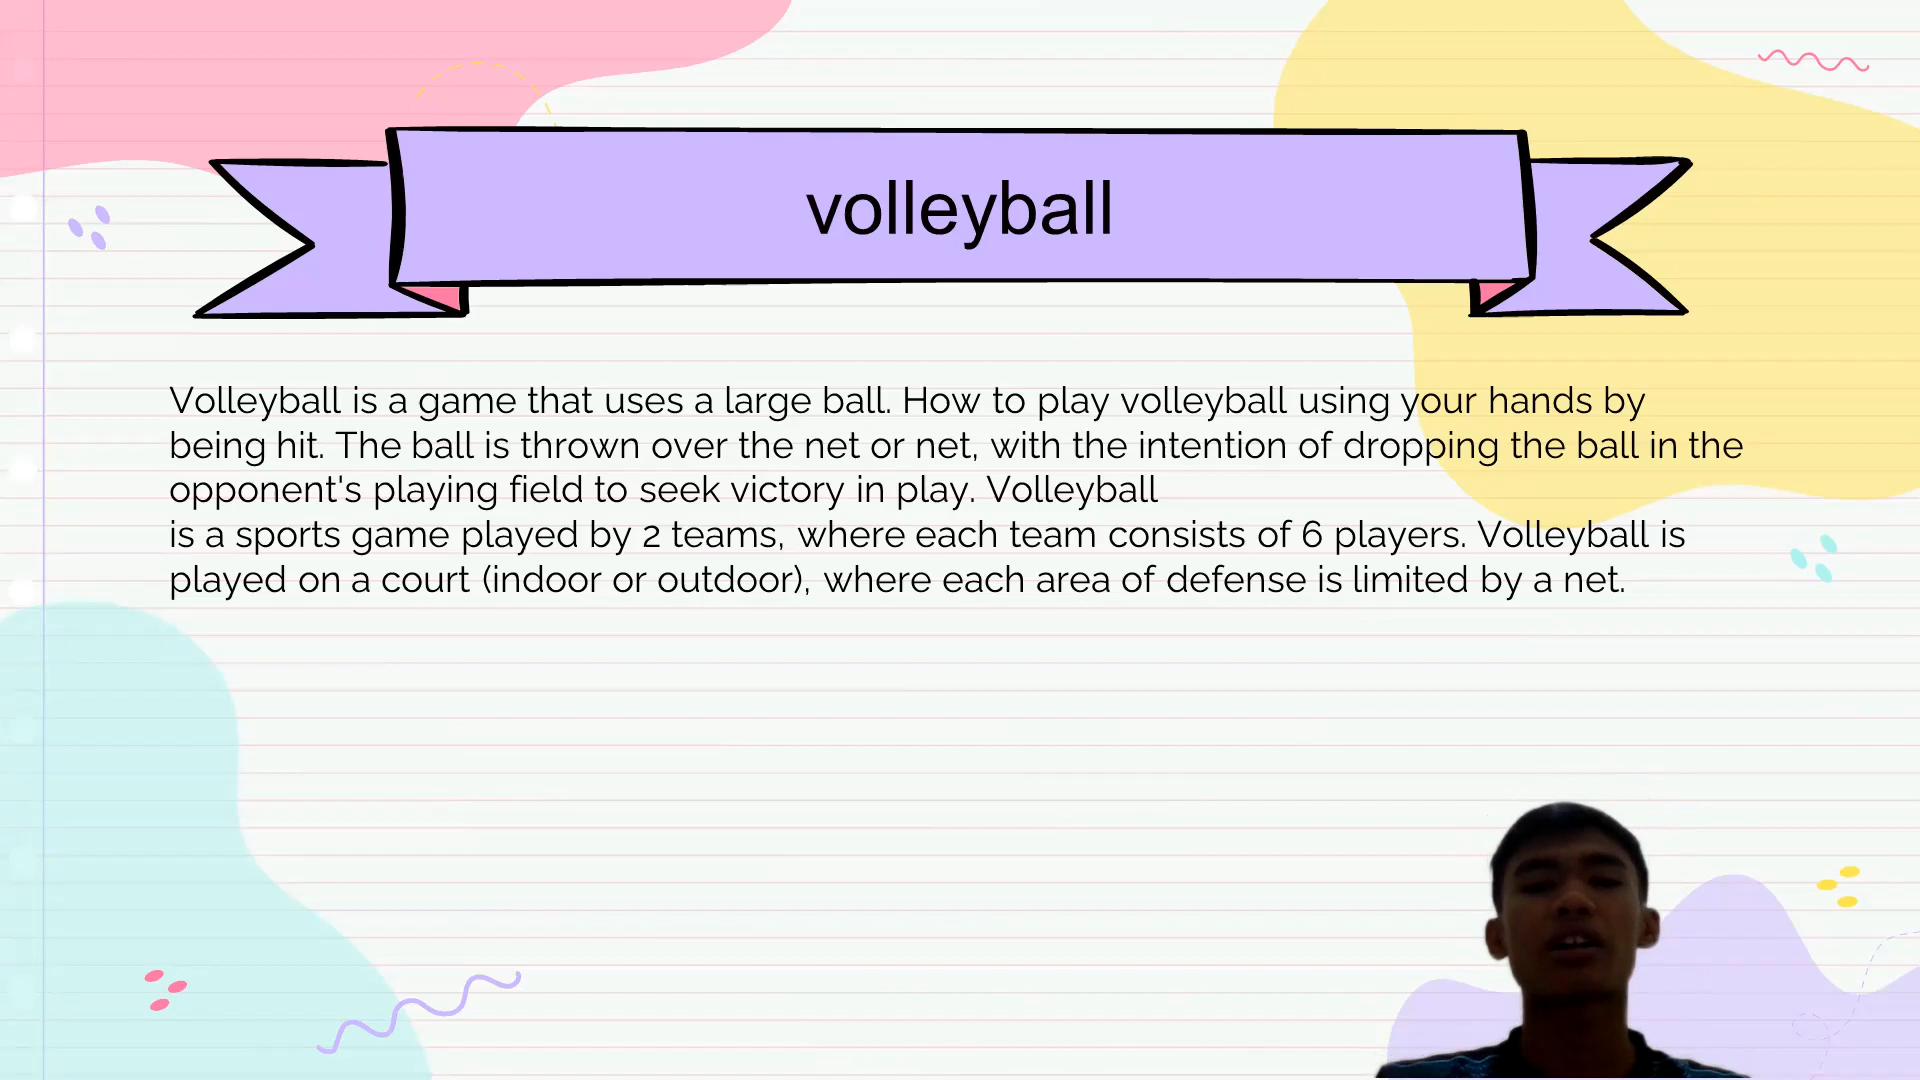 volleyball
Volleyball is a game that uses a large ball. How to play volleyball using your hands by
being hit. The ball is thrown over the net or net, with the intention of dropping the ball in the
opponent's playing field to seek victory in play. Volleyball
is a sports game played by 2 teams, where each team consists of 6 players. Volleyball is
played on a court (indoor or outdoor), where each area of defense is limited by a net.